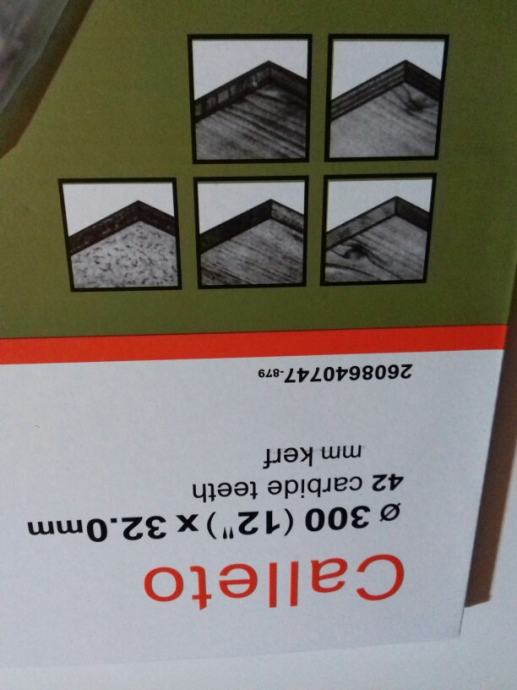 Calleto
ø 300 (12") x 32.0mm
42 carbide teeth
mm kerf
2608640747-879